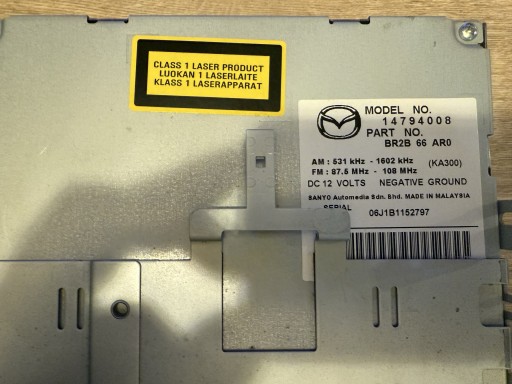 CLASS 1 LASER PRODUCT
LUOKAN 1 LASERLAITE
KLASS 1 LASERAPPARAT
MODEL NO.
14794008
PART NO.
BR2B 66 AR0
AM : 531 kHz - 1602 kHz (KA300)
FM : 87.5 MHz - 108 MHz
DC 12 VOLTS NEGATIVE GROUND
SANYO Automedia Sdn. Bhd. MADE IN MALAYSIA
SERIAL 06J1B1152797